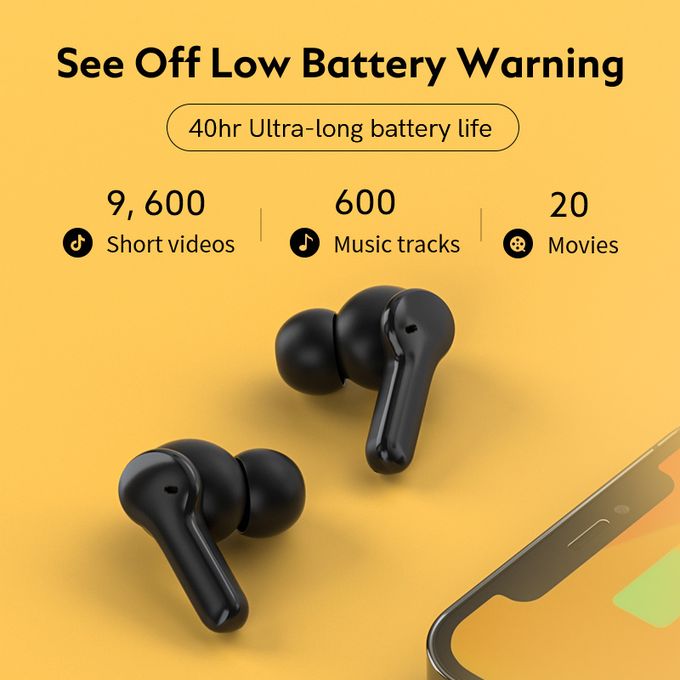 See Off Low Battery Warning
40hr Ultra-long battery life
9, 600
Short videos
600
Music tracks
20
Movies